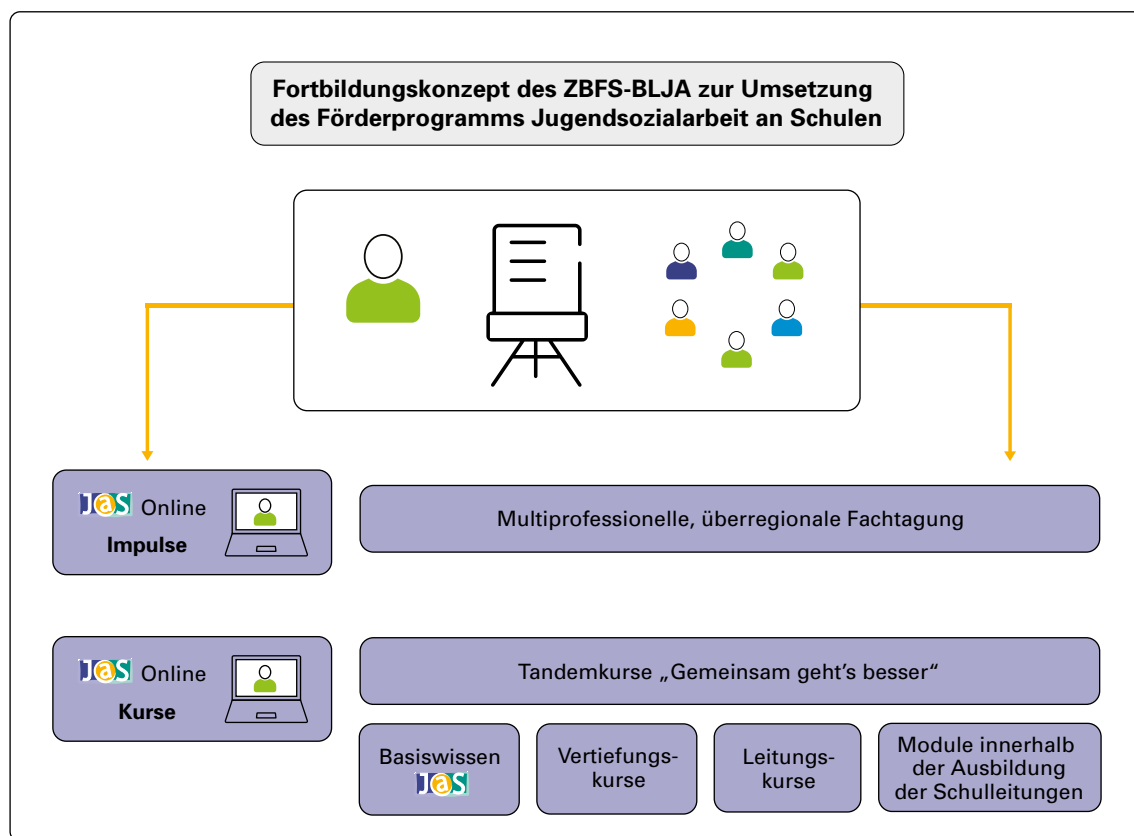 Fortbildungskonzept des ZBFS-BLJA zur Umsetzung
des Förderprogramms Jugendsozialarbeit an Schulen
JaS Online
Impulse
Multiprofessionelle, überregionale Fachtagung
JaS Online
Kurse
Tandemkurse „Gemeinsam geht's besser“
Basiswissen
JaS
Vertiefungs-
kurse
Leitungs-
kurse
Module innerhalb
der Ausbildung
der Schulleitungen